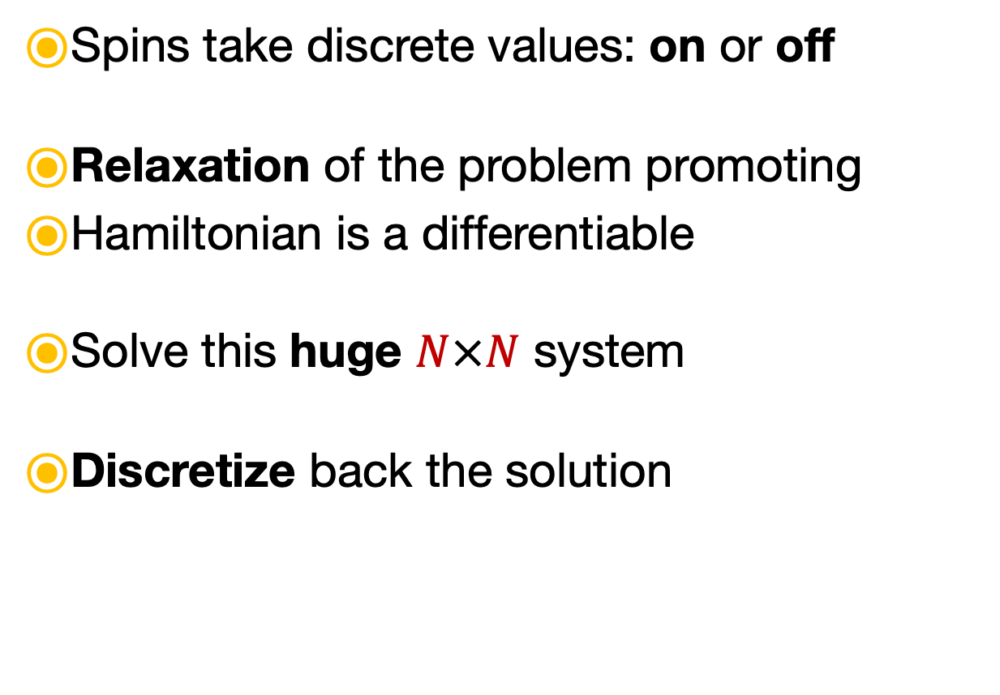 Spins take discrete values: on or off
Relaxation of the problem promoting
Hamiltonian is a differentiable
Solve this huge N×N system
Discretize back the solution